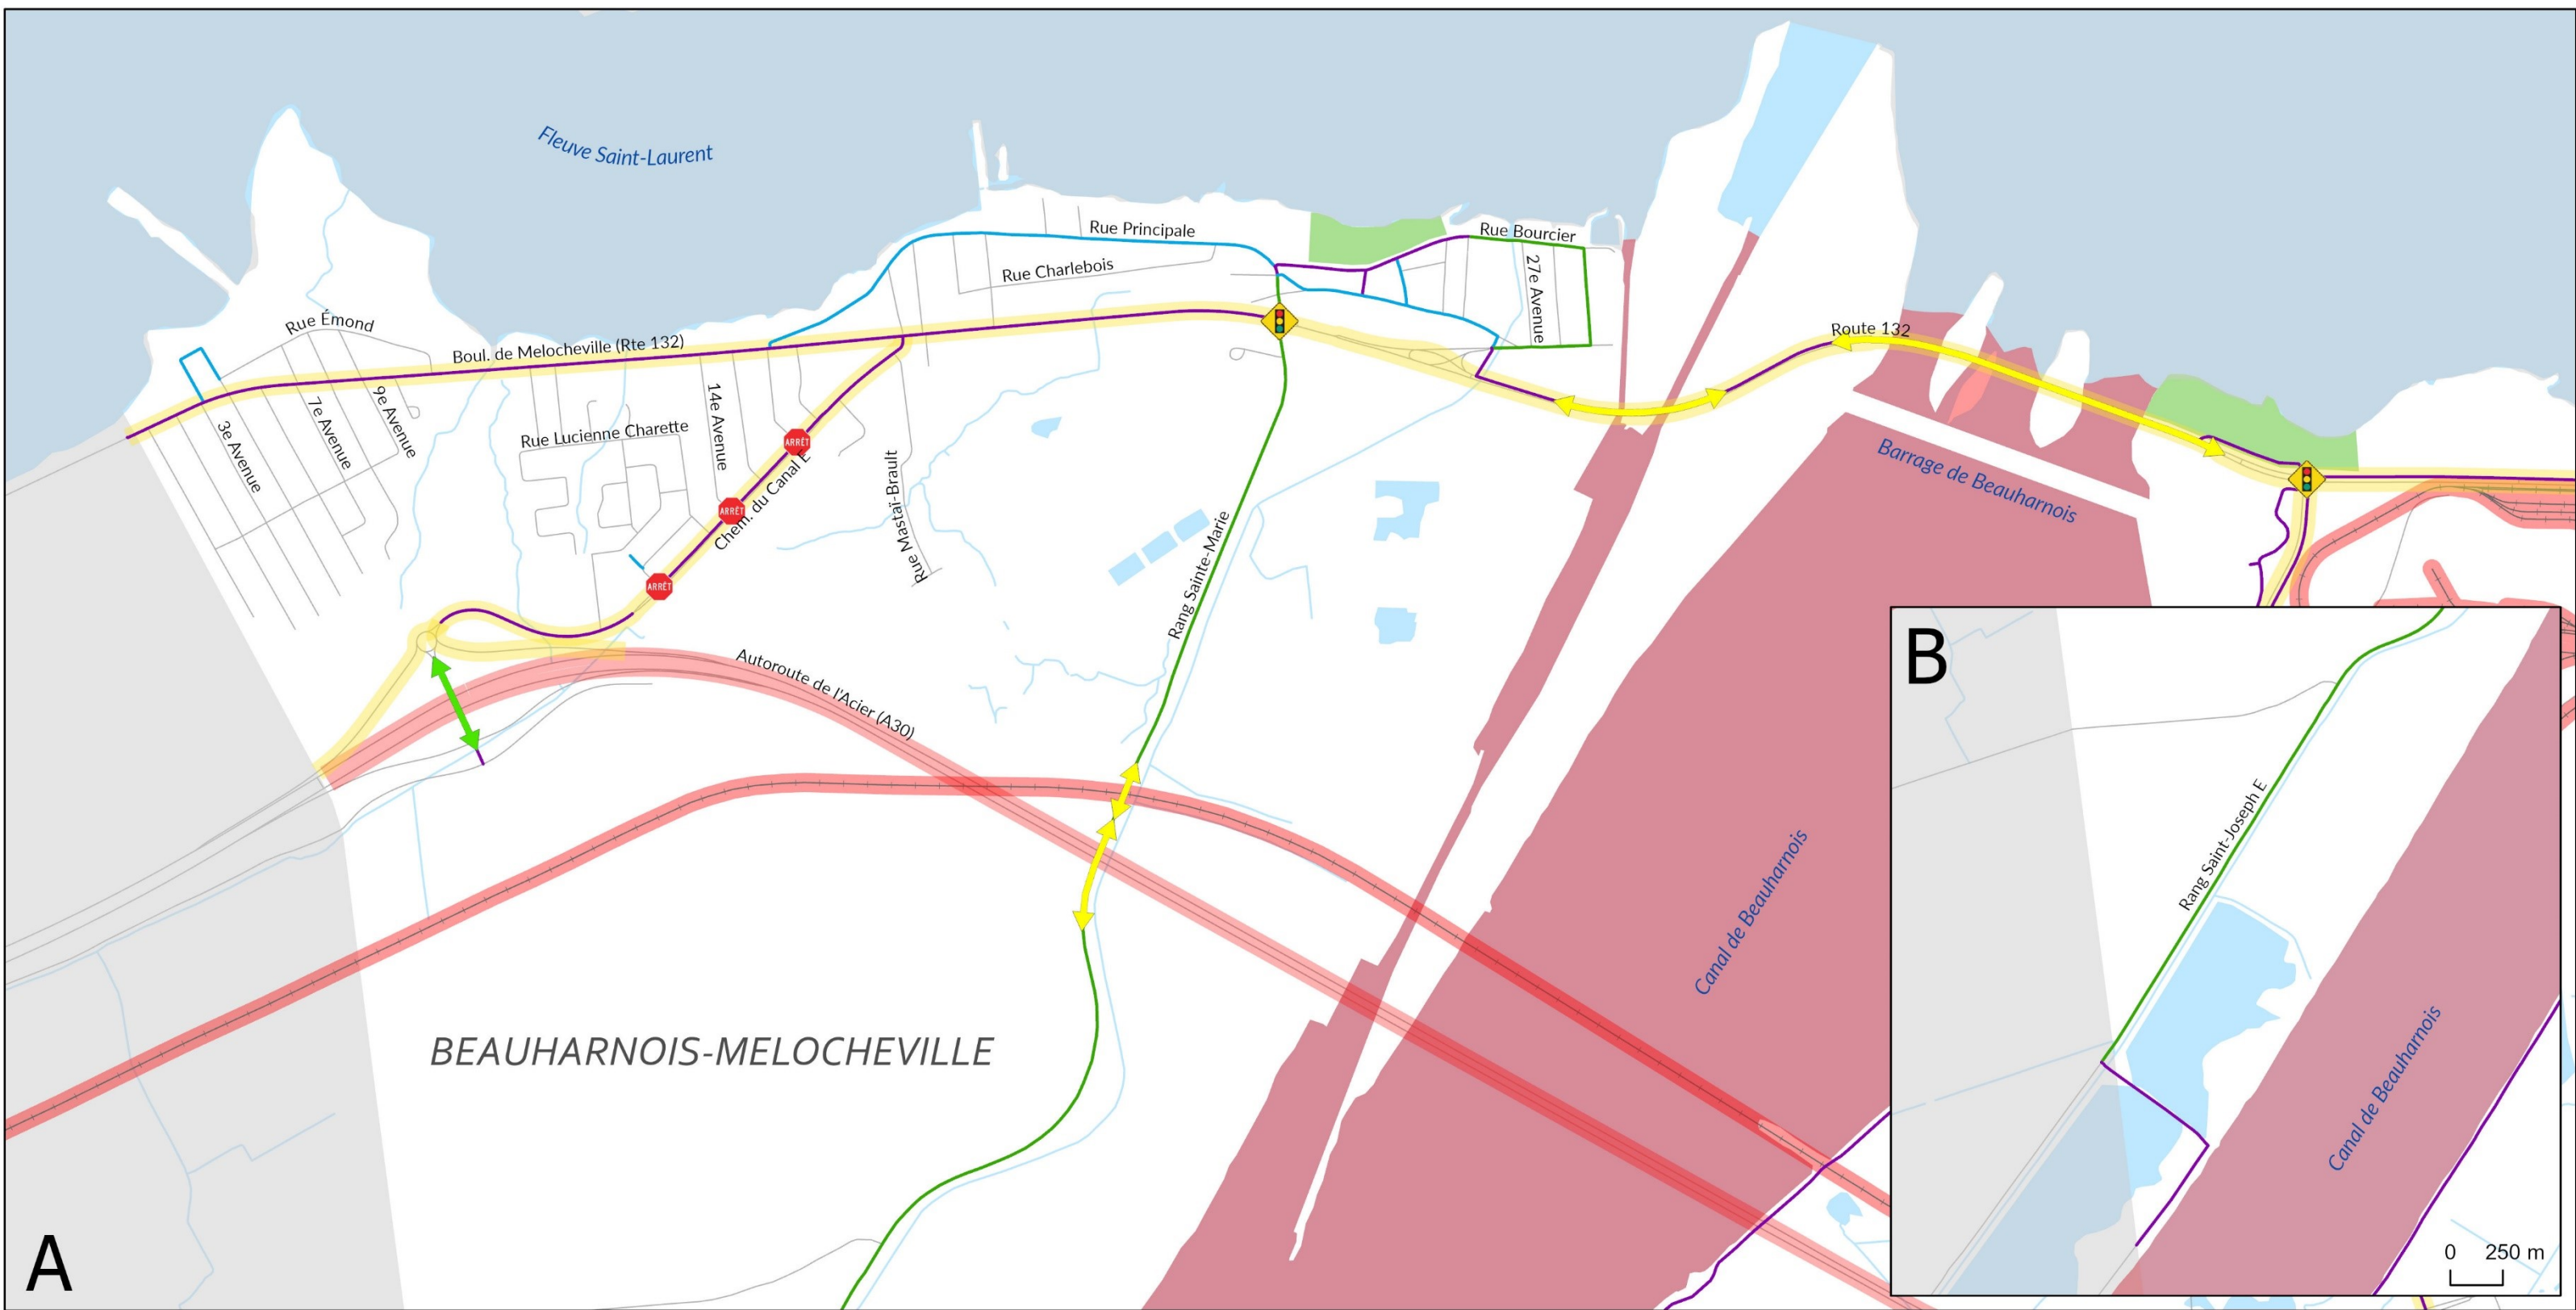 Fleuve Saint-Laurent
Rue Principale
Rue Bourcier
Rue Charlebois
27e Avenue
Rue Émond
Boul. de Melocheville (Rte 132)
Route 132
3e Avenue
7e Avenue
9e Avenue
14e Avenue
Rue Lucienne Charette
ARRÊT
ARRÊT
ARRÊT
Chem. du Canal E
Rue Mastaï-Brault
Rang Sainte-Marie
Barrage de Beauharnois
Autoroute de l'Acier (A30)
Canal de Beauharnois
BEAUHARNOIS-MELOCHEVILLE
A
B
Rang Saint-Joseph E
Canal de Beauharnois
0 250 m